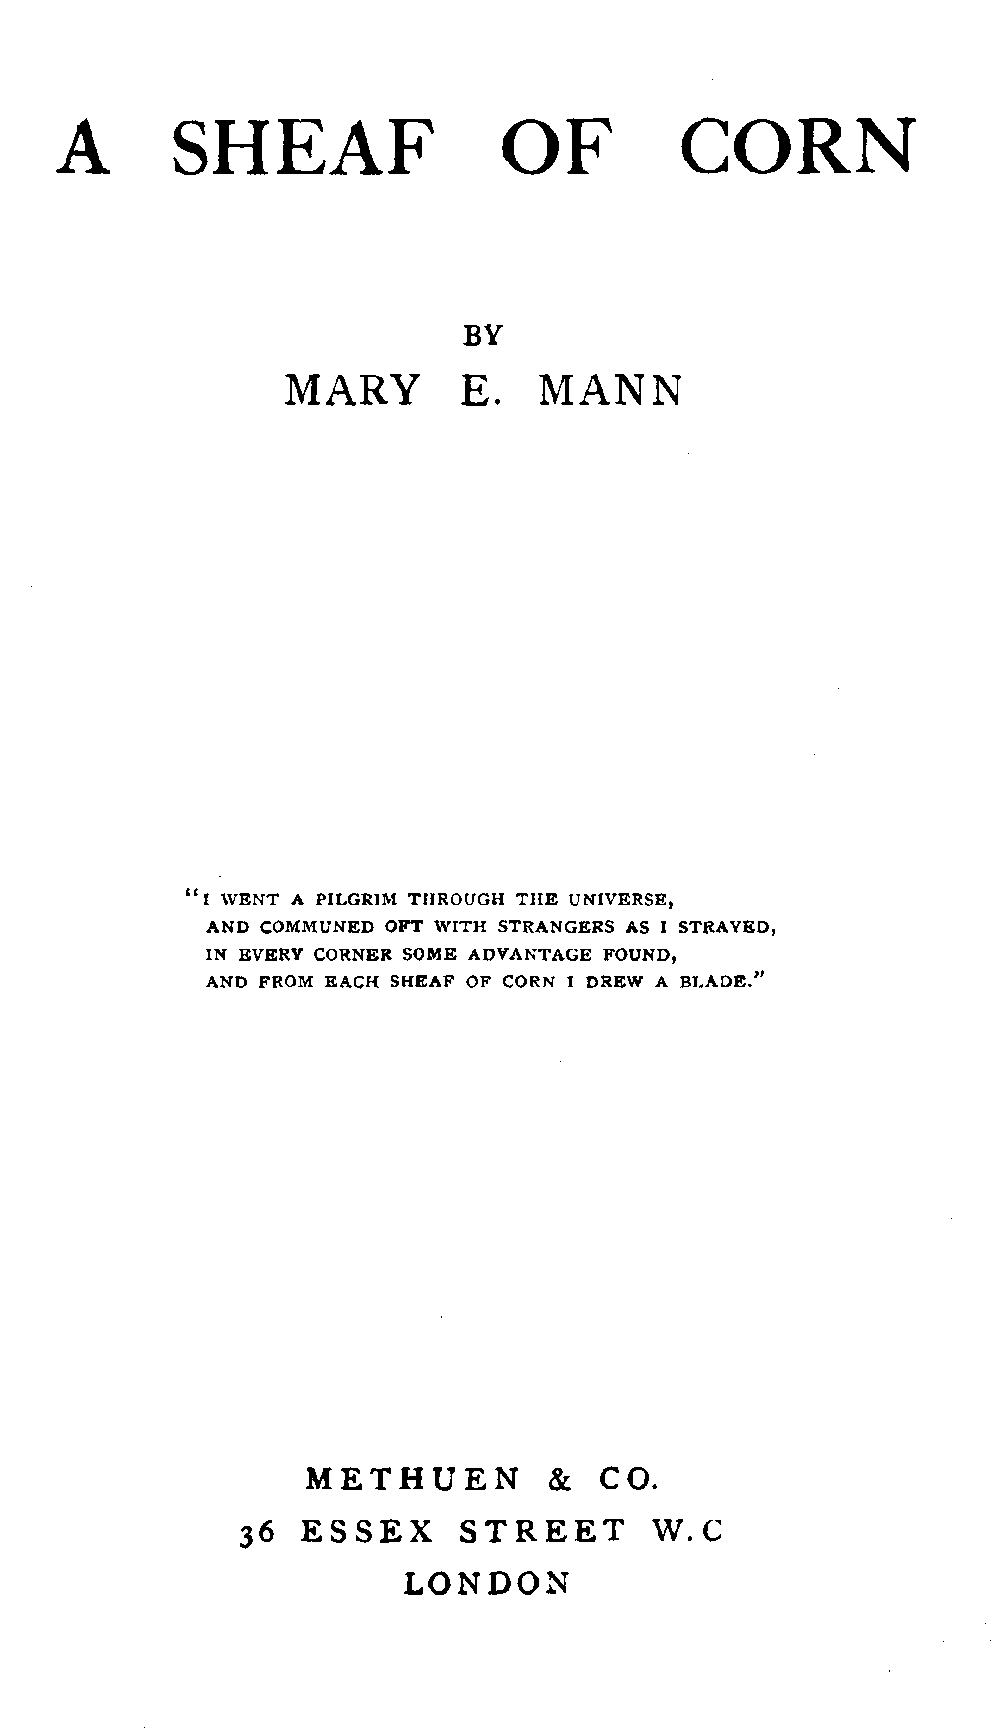 A SHEAF OF CORN
BY
MARY E. MANN
“I WENT A PILGRIM THROUGH THE UNIVERSE,
AND COMMUNED OFT WITH STRANGERS AS I STRAYED,
IN EVERY CORNER SOME ADVANTAGE FOUND,
AND FROM EACH SHEAF OF CORN I DREW A BLADE.”
METHUEN & CO.
36 ESSEX STREET W.C
LONDON